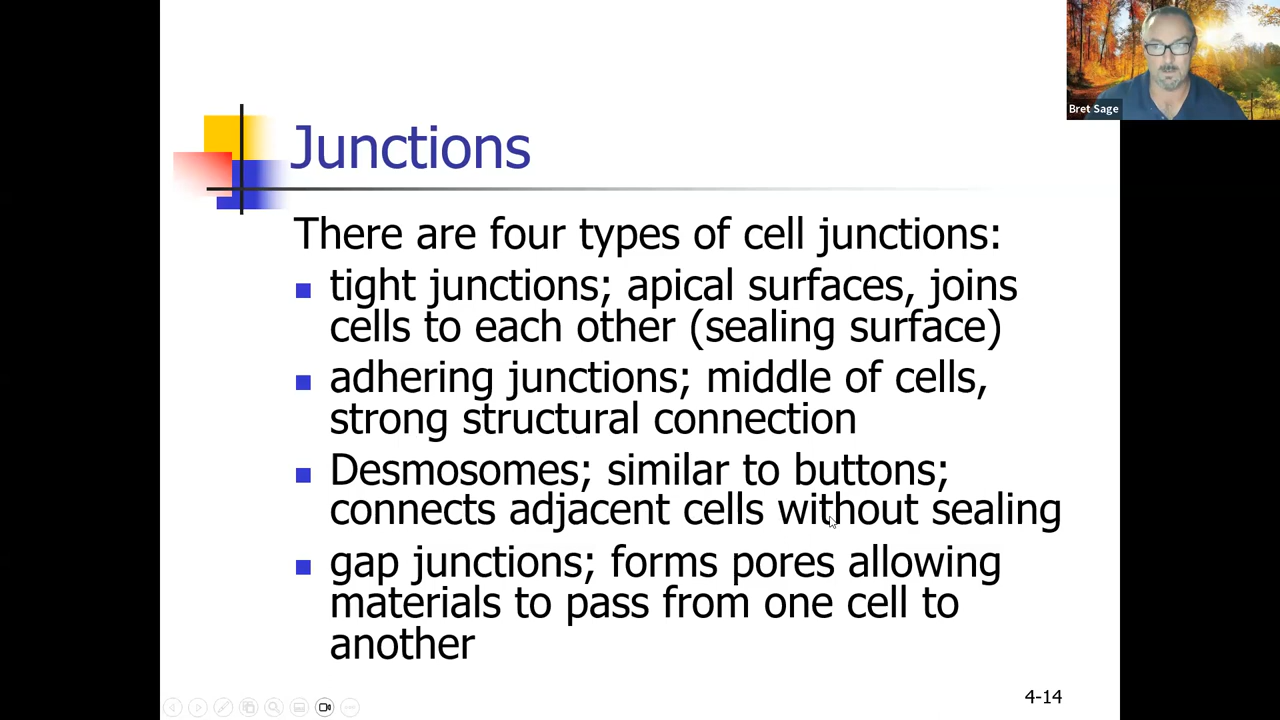 Bret Sage
Junctions
There are four types of cell junctions:
tight junctions; apical surfaces, joins
cells to each other (sealing surface)
adhering junctions; middle of cells,
strong structural connection
Desmosomes; similar to buttons;
connects adjacent cells without sealing
gap junctions; forms pores allowing
materials to pass from one cell to
another
4-14